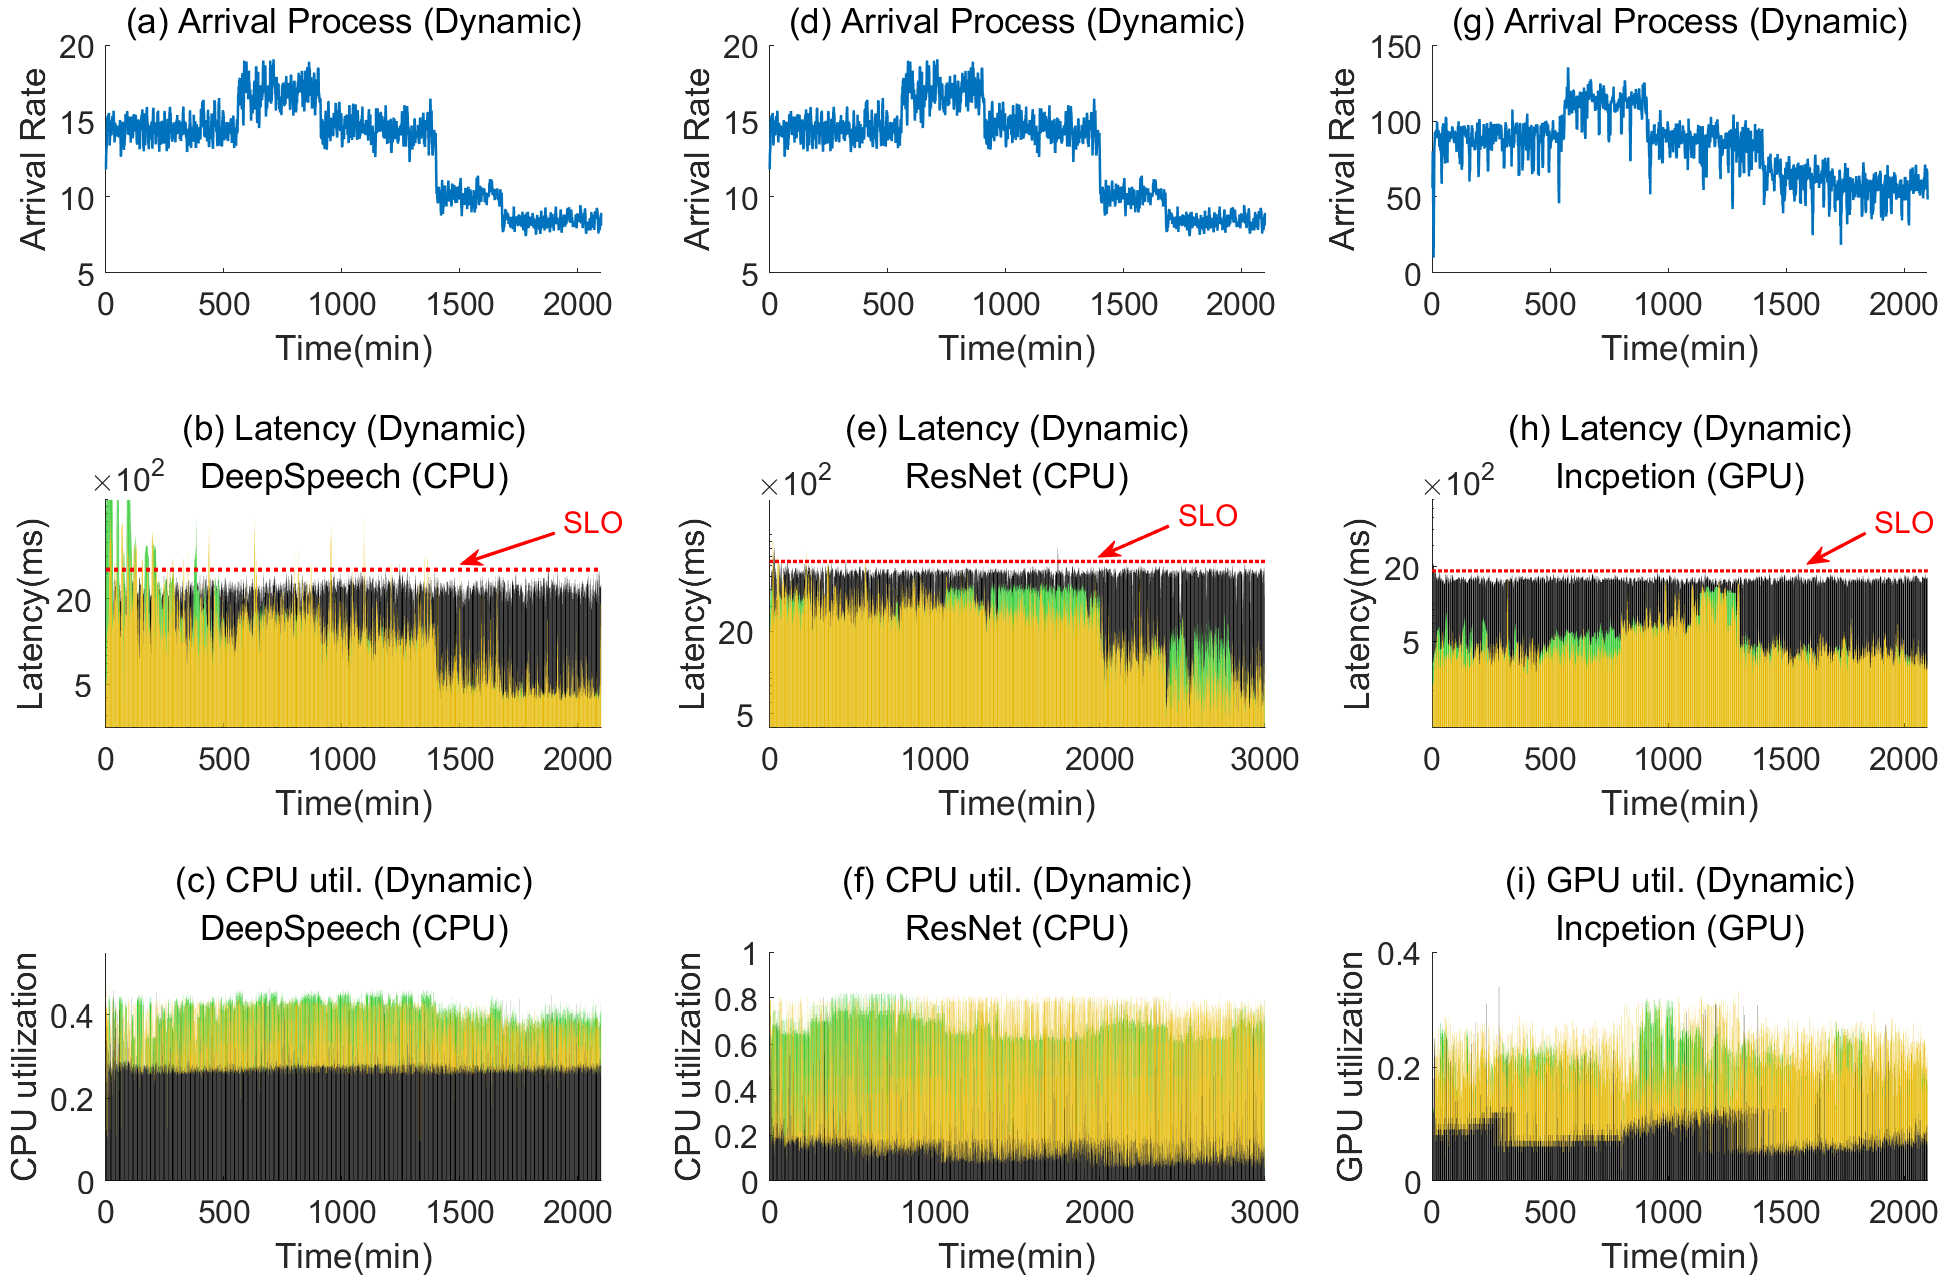 (a) Arrival Process (Dynamic)
20
15
10
5
Arrival Rate
0 500 1000 1500 2000
Time(min)
(d) Arrival Process (Dynamic)
20
15
10
5
Arrival Rate
0 500 1000 1500 2000
Time(min)
(g) Arrival Process (Dynamic)
150
100
50
0
Arrival Rate
0 500 1000 1500 2000
Time(min)
(b) Latency (Dynamic)
DeepSpeech (CPU)
×10²
SLO
20
5
Latency(ms)
0 500 1000 1500 2000
Time(min)
(e) Latency (Dynamic)
ResNet (CPU)
×10²
SLO
20
5
Latency(ms)
0 1000 2000 3000
Time(min)
(h) Latency (Dynamic)
Incpetion (GPU)
×10²
SLO
20
5
Latency(ms)
0 500 1000 1500 2000
Time(min)
(c) CPU util. (Dynamic)
DeepSpeech (CPU)
0.4
0.2
0
CPU utilization
0 500 1000 1500 2000
Time(min)
(f) CPU util. (Dynamic)
ResNet (CPU)
1
0.8
0.6
0.4
0.2
0
CPU utilization
0 1000 2000 3000
Time(min)
(i) GPU util. (Dynamic)
Incpetion (GPU)
0.4
0.2
0
GPU utilization
0 500 1000 1500 2000
Time(min)